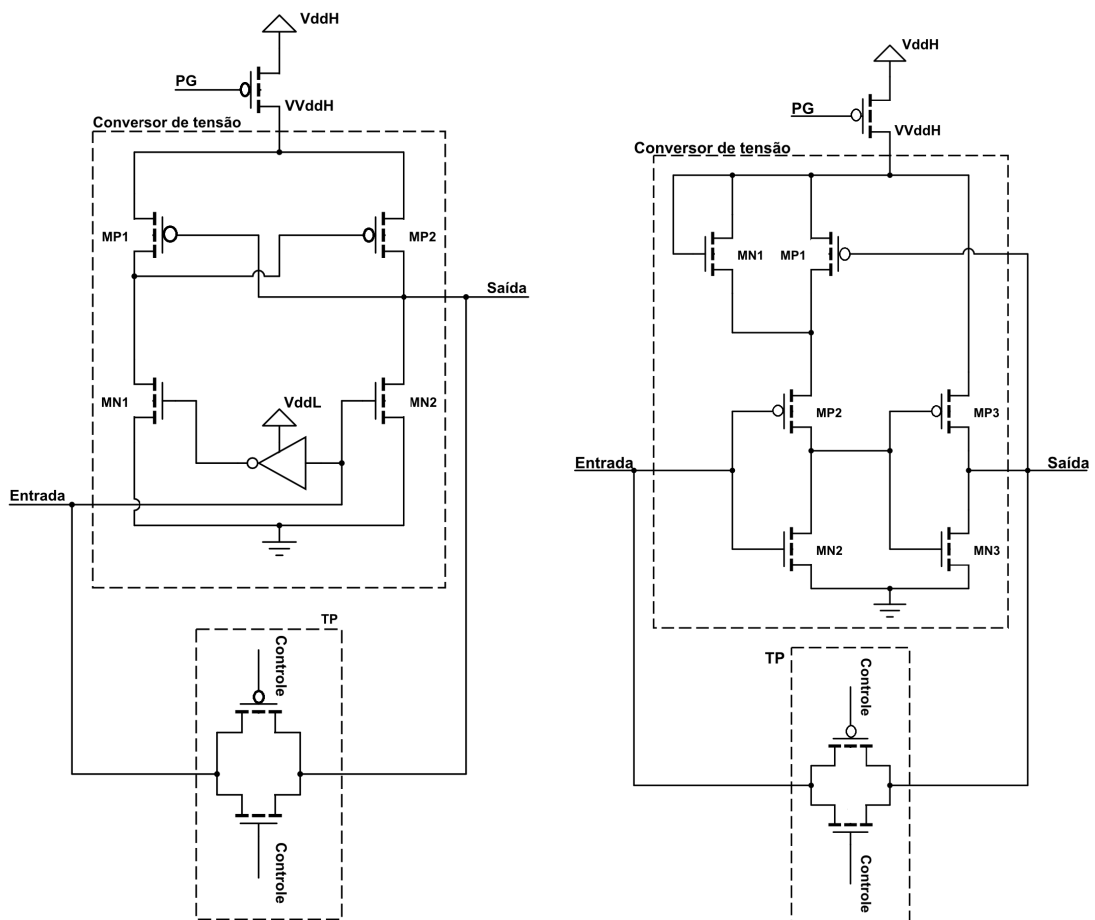 VddH
PG
VVddH
Conversor de tensão
MP1
MP2
Saída
MN1
VddL
MN2
Entrada
TP
Controle
Controle
VddH
PG
VVddH
Conversor de tensão
MN1
MP1
MP2
MP3
Entrada
Saída
MN2
MN3
TP
Controle
Controle